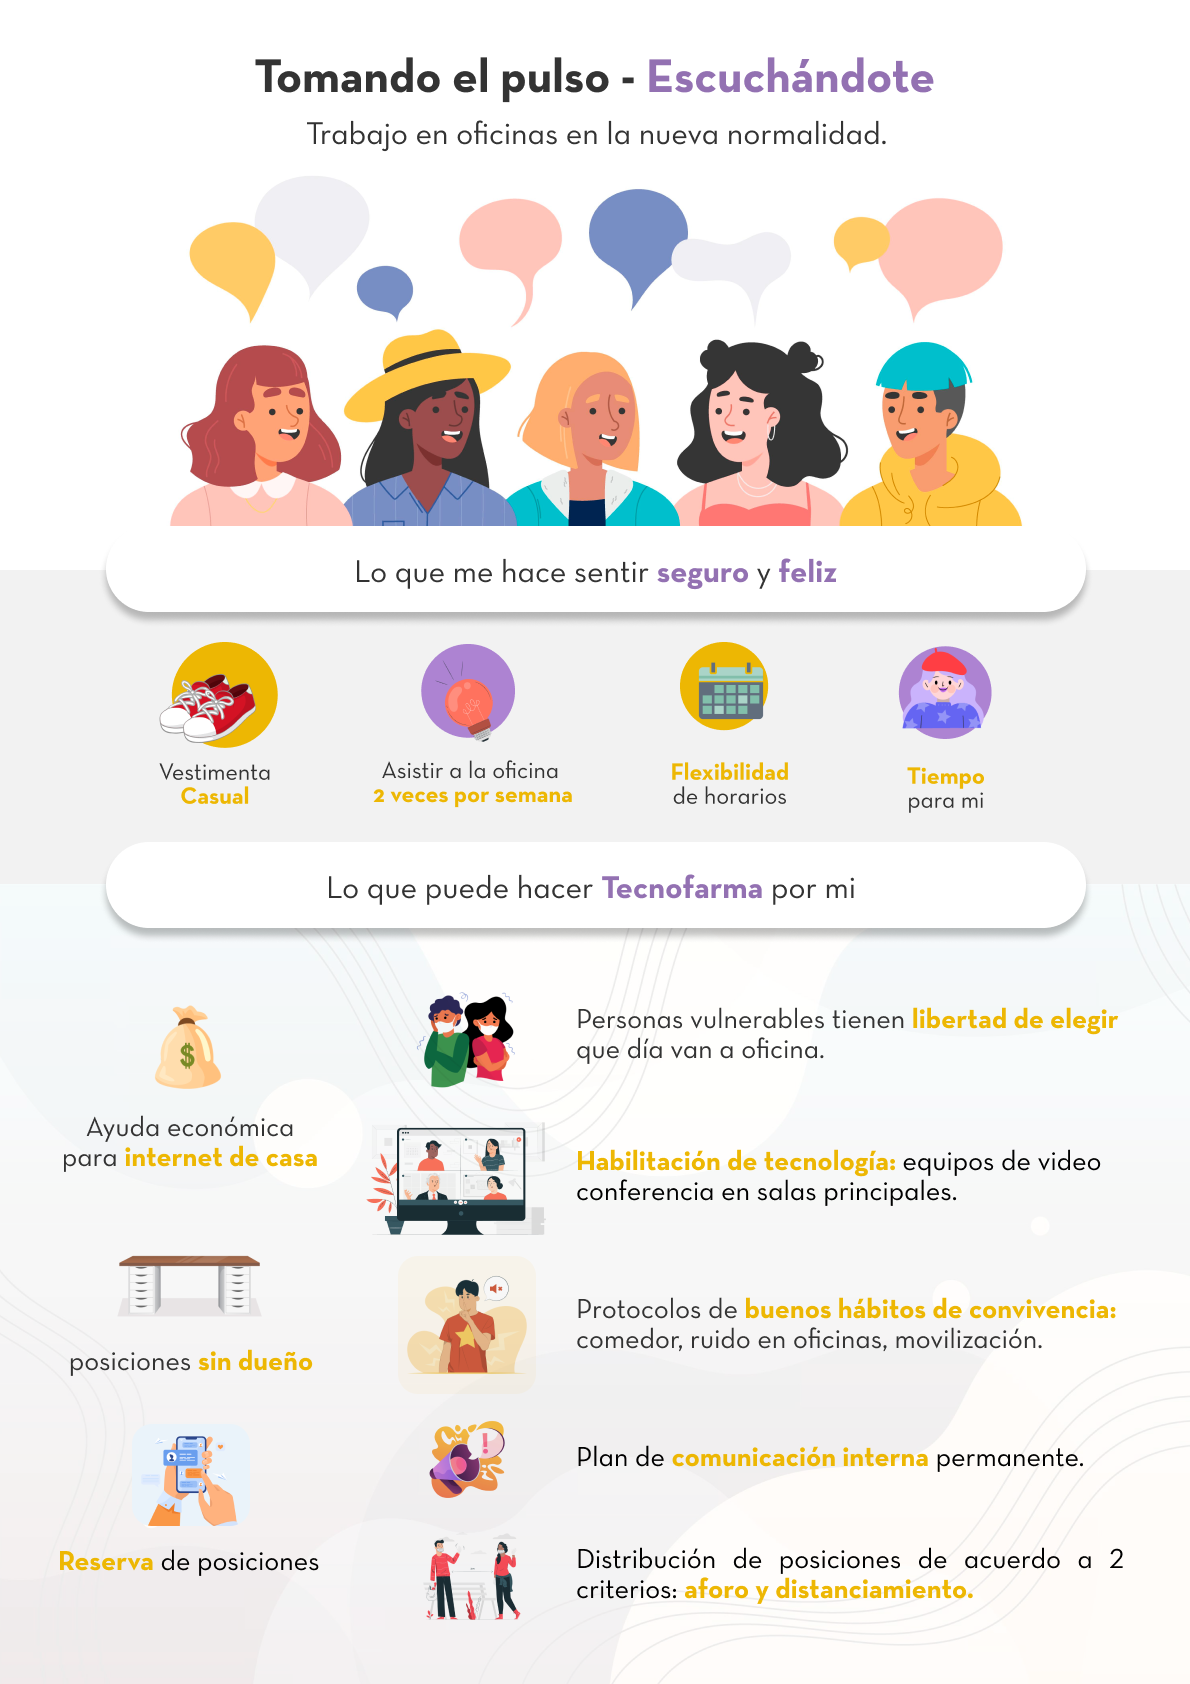 Tomando el pulso - Escuchándote
Trabajo en oficinas en la nueva normalidad.
Lo que me hace sentir seguro y feliz
Vestimenta
Casual
Asistir a la oficina
2 veces por semana
Flexibilidad
de horarios
Tiempo
para mi
Lo que puede hacer Tecnofarma por mi
Ayuda económica
para internet de casa
posiciones sin dueño
Reserva de posiciones
Personas vulnerables tienen libertad de elegir
que día van a oficina.
Habilitación de tecnología: equipos de video
conferencia en salas principales.
Protocolos de buenos hábitos de convivencia:
comedor, ruido en oficinas, movilización.
Plan de comunicación interna permanente.
Distribución de posiciones de acuerdo a 2
criterios: aforo y distanciamiento.